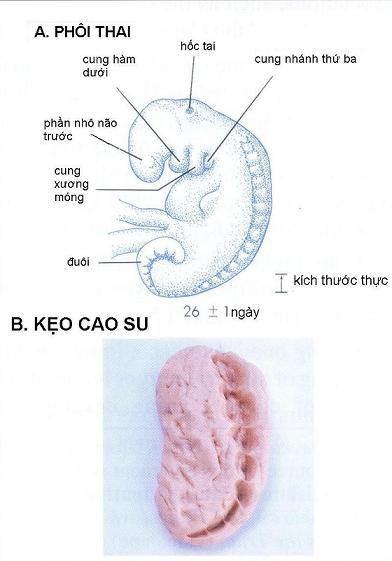 A. PHÔI THAI
hốc tai
cung hàm
dưới
cung nhánh thứ ba
phần nhô não
trước
cung
xương
móng
đuôi
kích thước thực
26 ± 1ngày
B. KẸO CAO SU